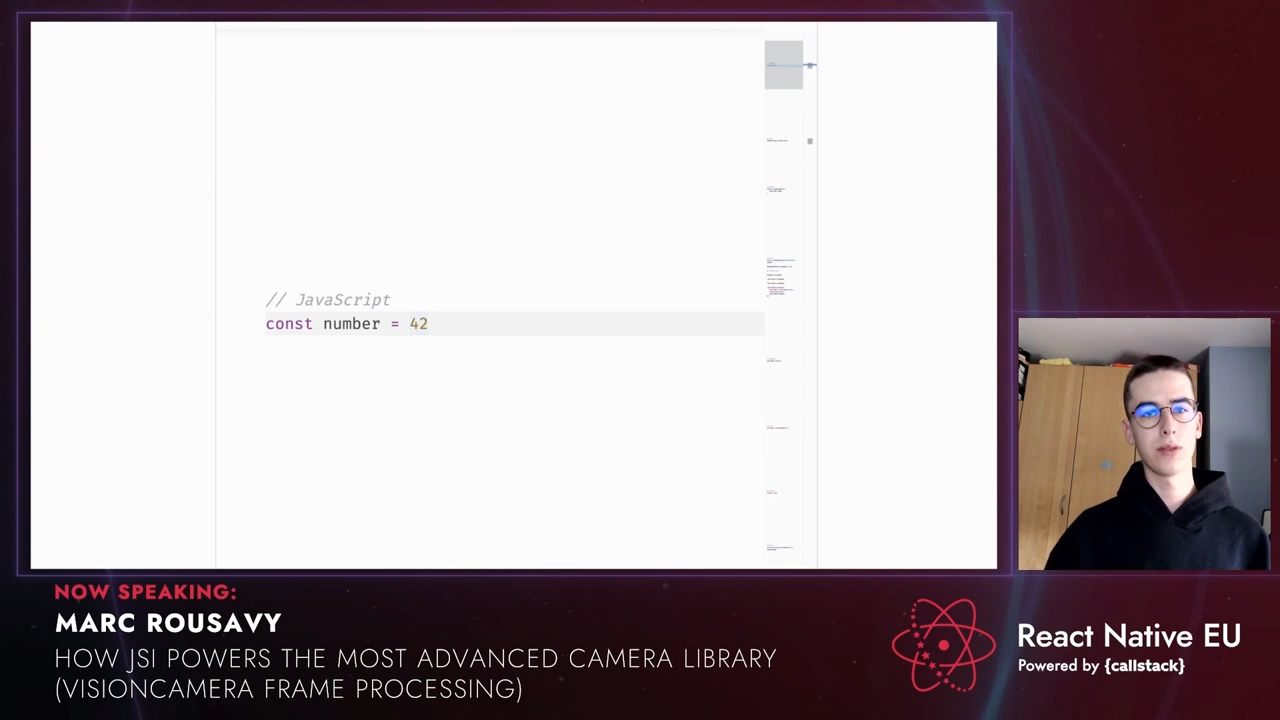 // JavaScript
const number = 42
NOW SPEAKING:
MARC ROUSAVY
HOW JSI POWERS THE MOST ADVANCED CAMERA LIBRARY
(VISIONCAMERA FRAME PROCESSING)
React Native EU
Powered by {callstack}